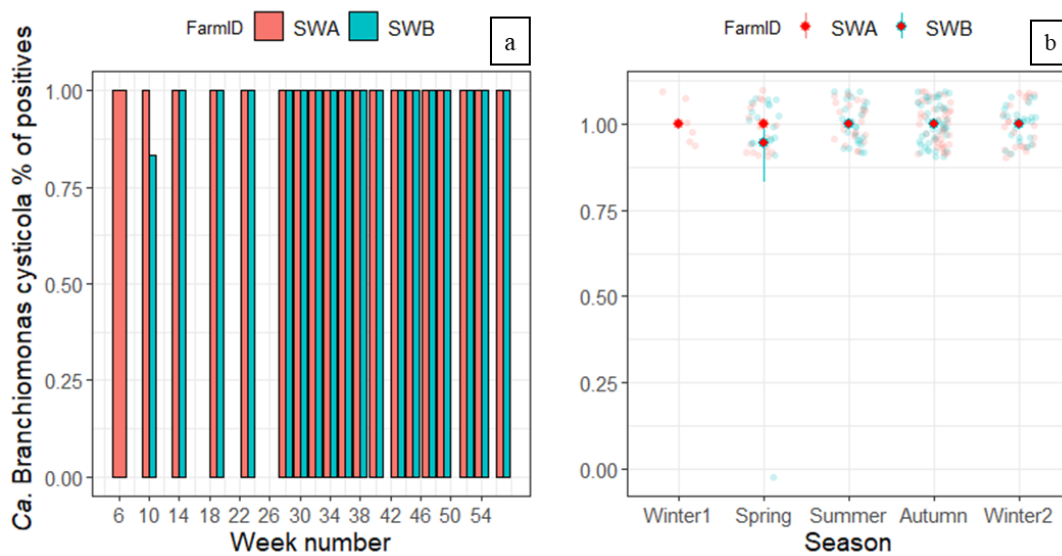 FarmID SWA SWB
a
Ca. Branchiomonas cysticola % of positives
1.00
0.75
0.50
0.25
0.00
6 10 14 18 22 26 30 34 38 42 46 50 54
Week number
FarmID SWA SWB
b
1.00
0.75
0.50
0.25
0.00
Winter1 Spring Summer Autumn Winter2
Season